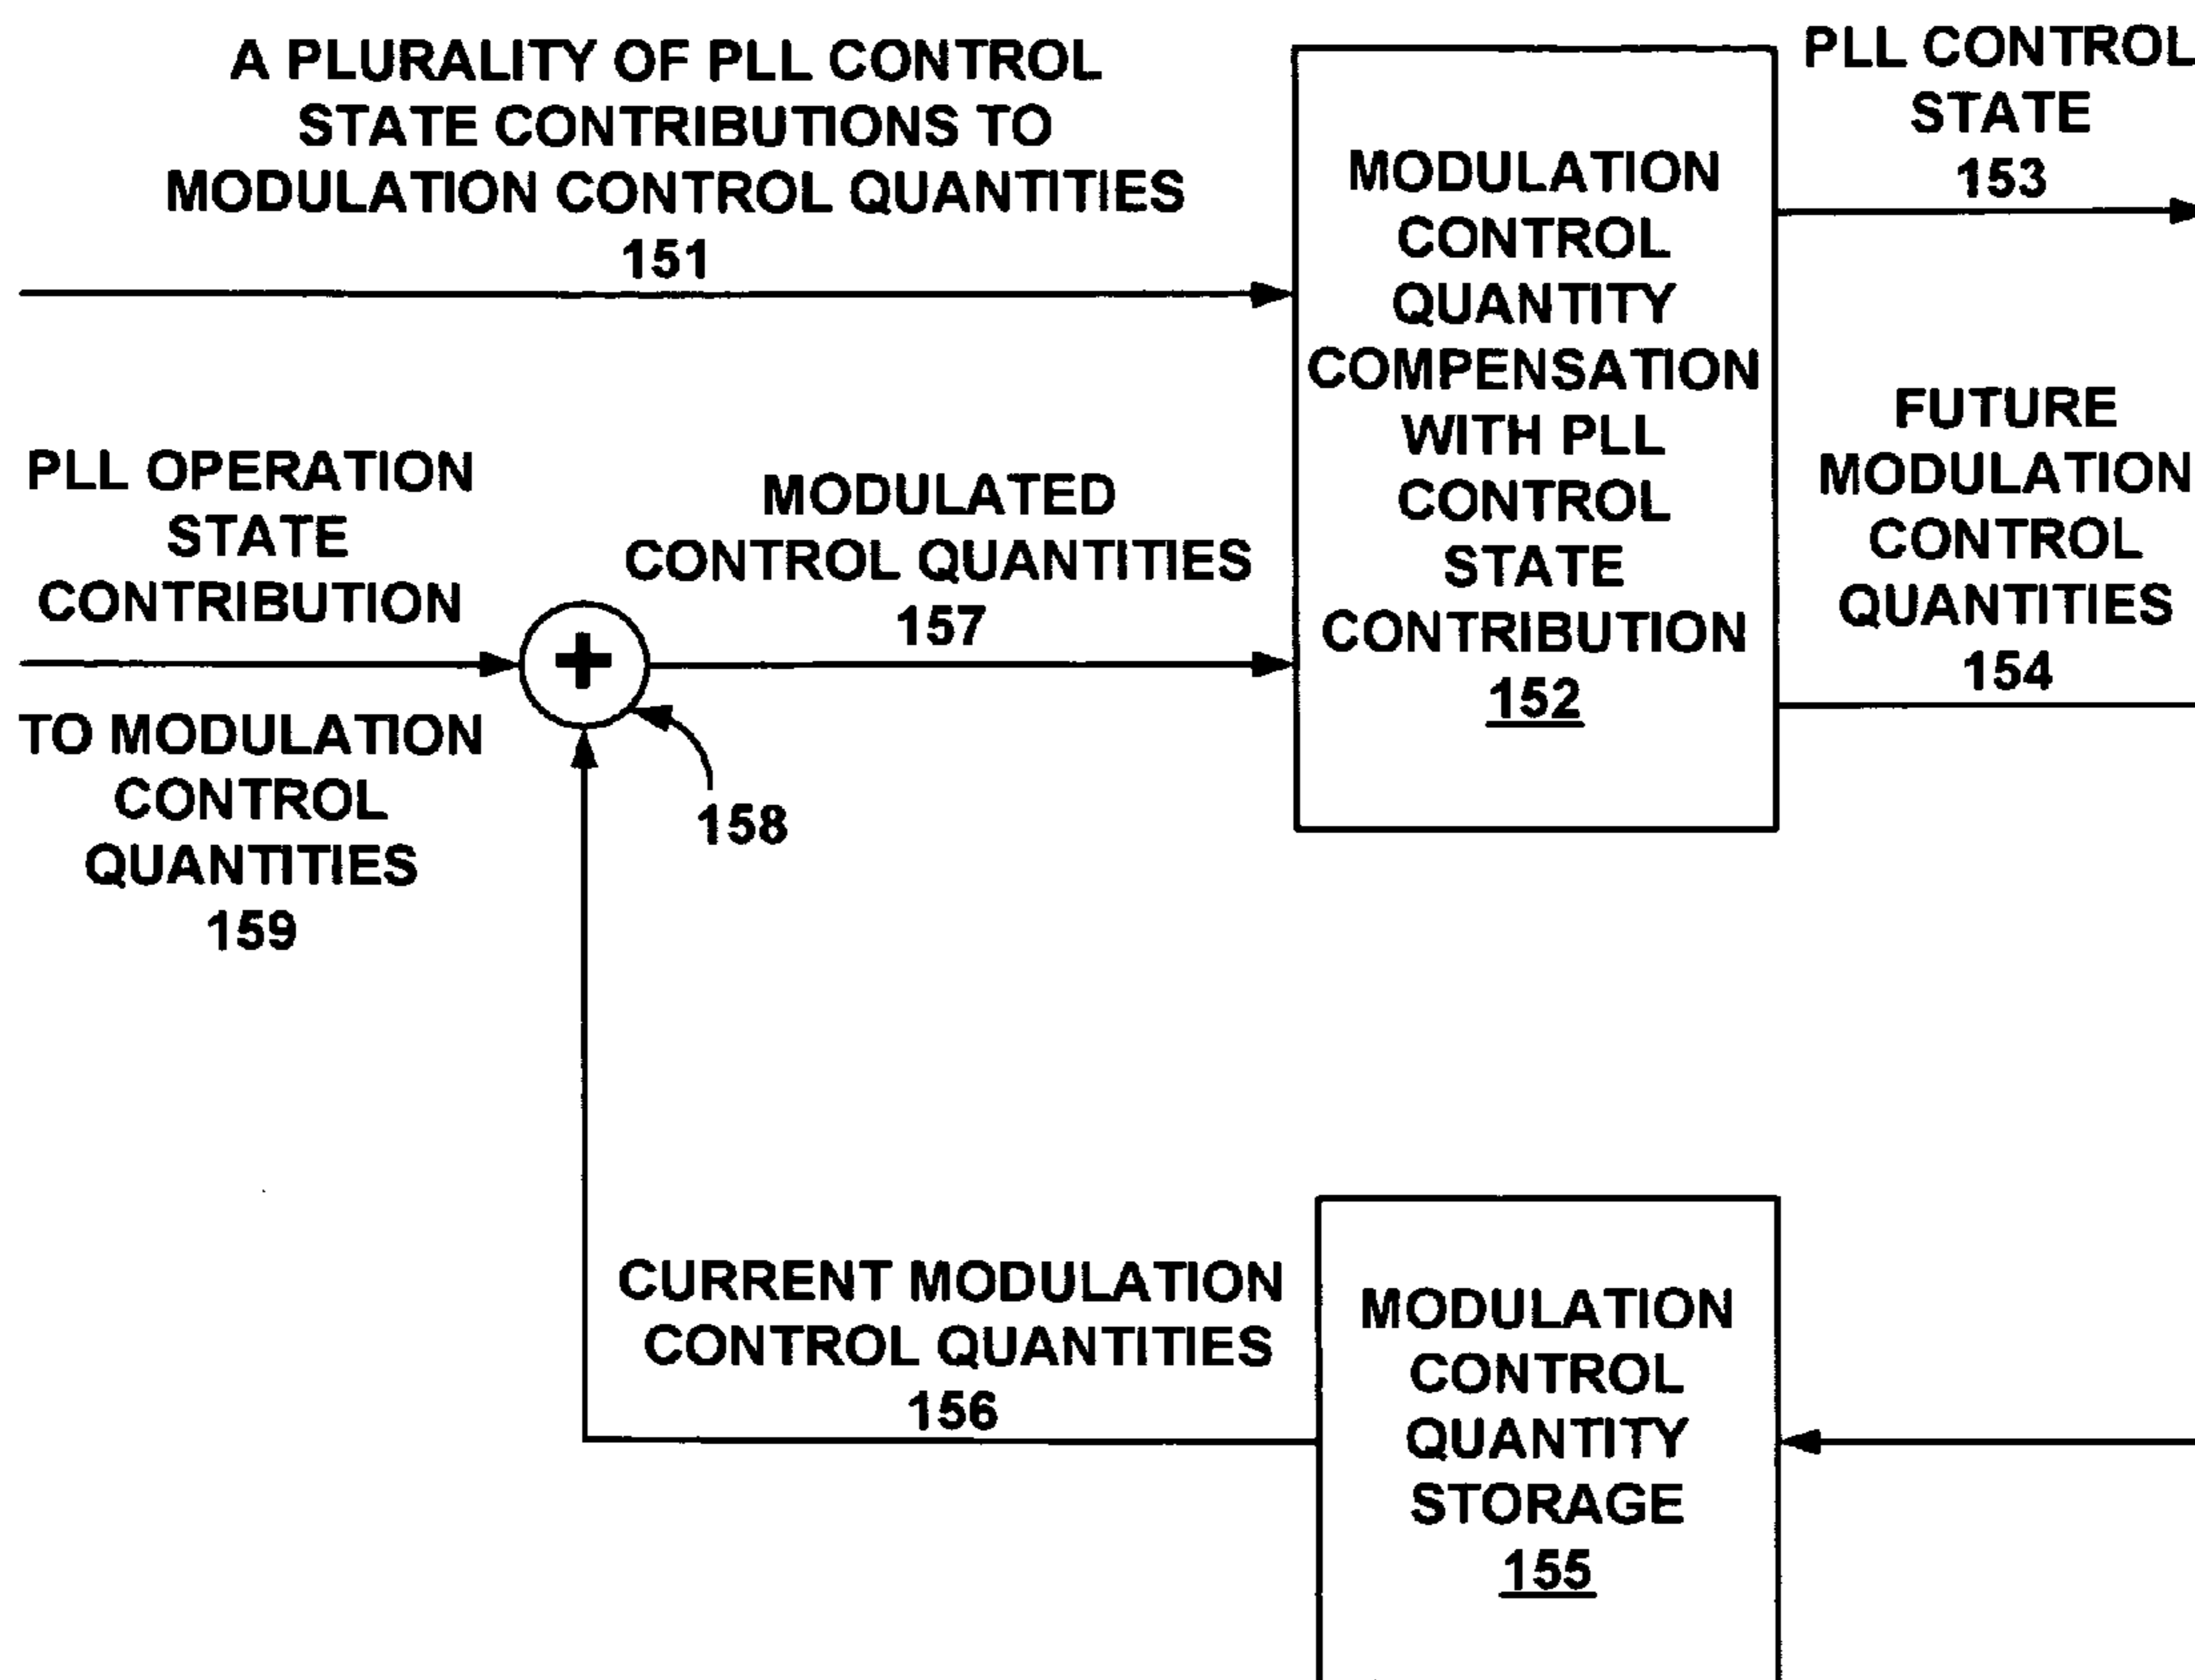 A PLURALITY OF PLL CONTROL
STATE CONTRIBUTIONS TO
MODULATION CONTROL QUANTITIES
151
PLL OPERATION
STATE
CONTRIBUTION
TO MODULATION
CONTROL
QUANTITIES
159
+
158
MODULATED
CONTROL QUANTITIES
157
MODULATION
CONTROL
QUANTITY
COMPENSATION
WITH PLL
CONTROL
STATE
CONTRIBUTION
152
PLL CONTROL
STATE
153
FUTURE
MODULATION
CONTROL
QUANTITIES
154
CURRENT MODULATION
CONTROL QUANTITIES
156
MODULATION
CONTROL
QUANTITY
STORAGE
155